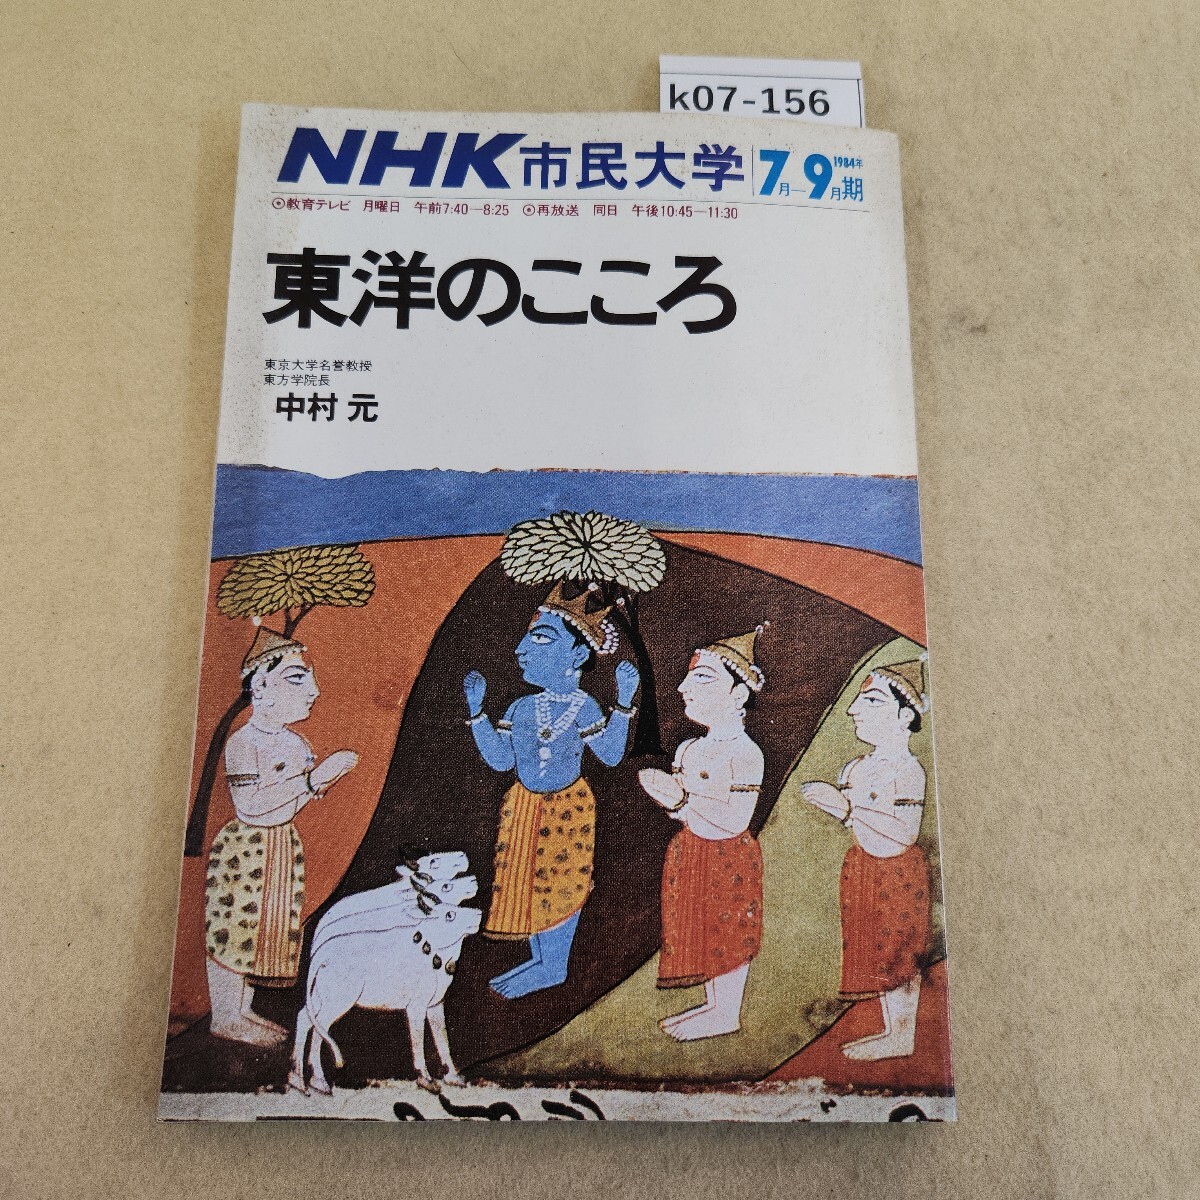 k07-156
NHK市民大学 1984年 7月—9月期
教育テレビ 月曜日 午前7:40—8:25 再放送 同日 午後10:45—11:30
東洋のこころ
東京大学名誉教授
東方学院長
中村 元